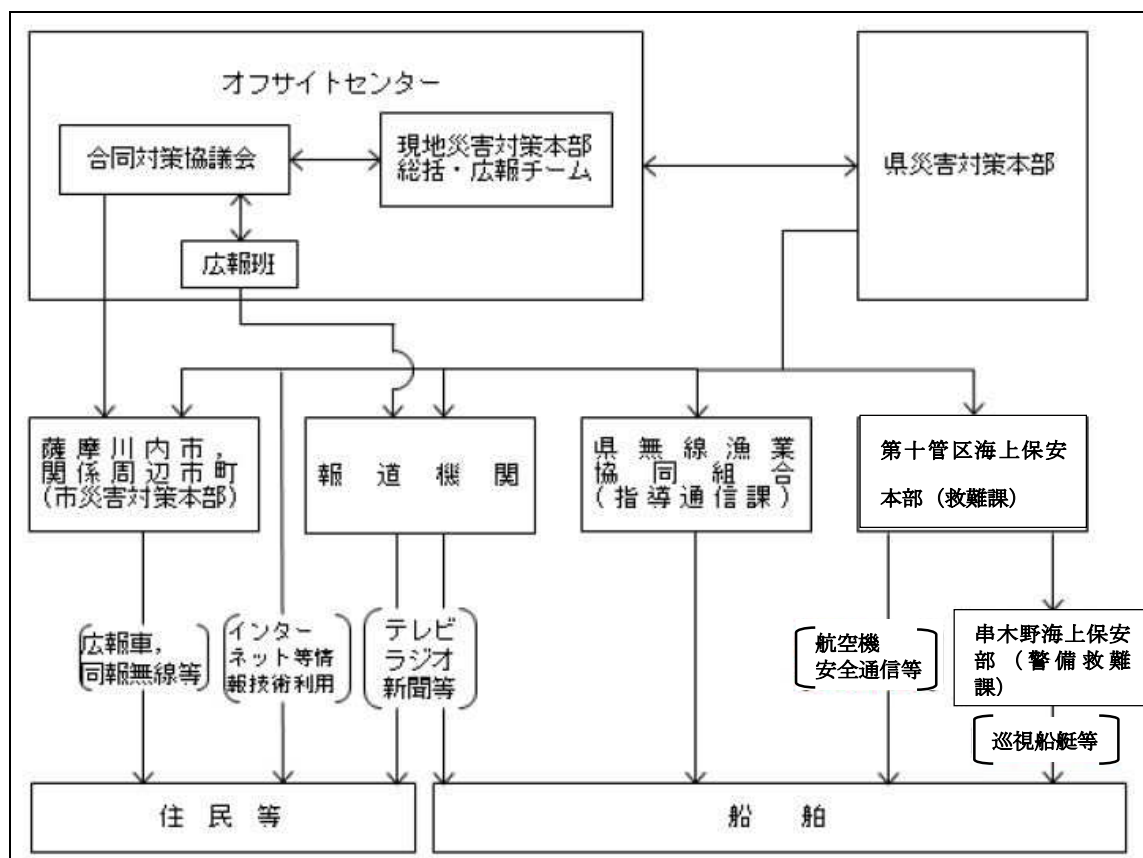 オフサイトセンター
合同対策協議会
現地災害対策本部
総括・広報チーム
県災害対策本部
広報班
薩摩川内市，
関係周辺市町
(市災害対策本部)
報道機関
県無線漁業
協同組合
(指導通信課)
第十管区海上保安
本部（救難課）
広報車，
同報無線等
インター
ネット等情
報技術利用
テレビ
ラジオ
新聞等
航空機
安全通信等
串木野海上保安
部（警備救難
課）
巡視船艇等
住民等
船舶